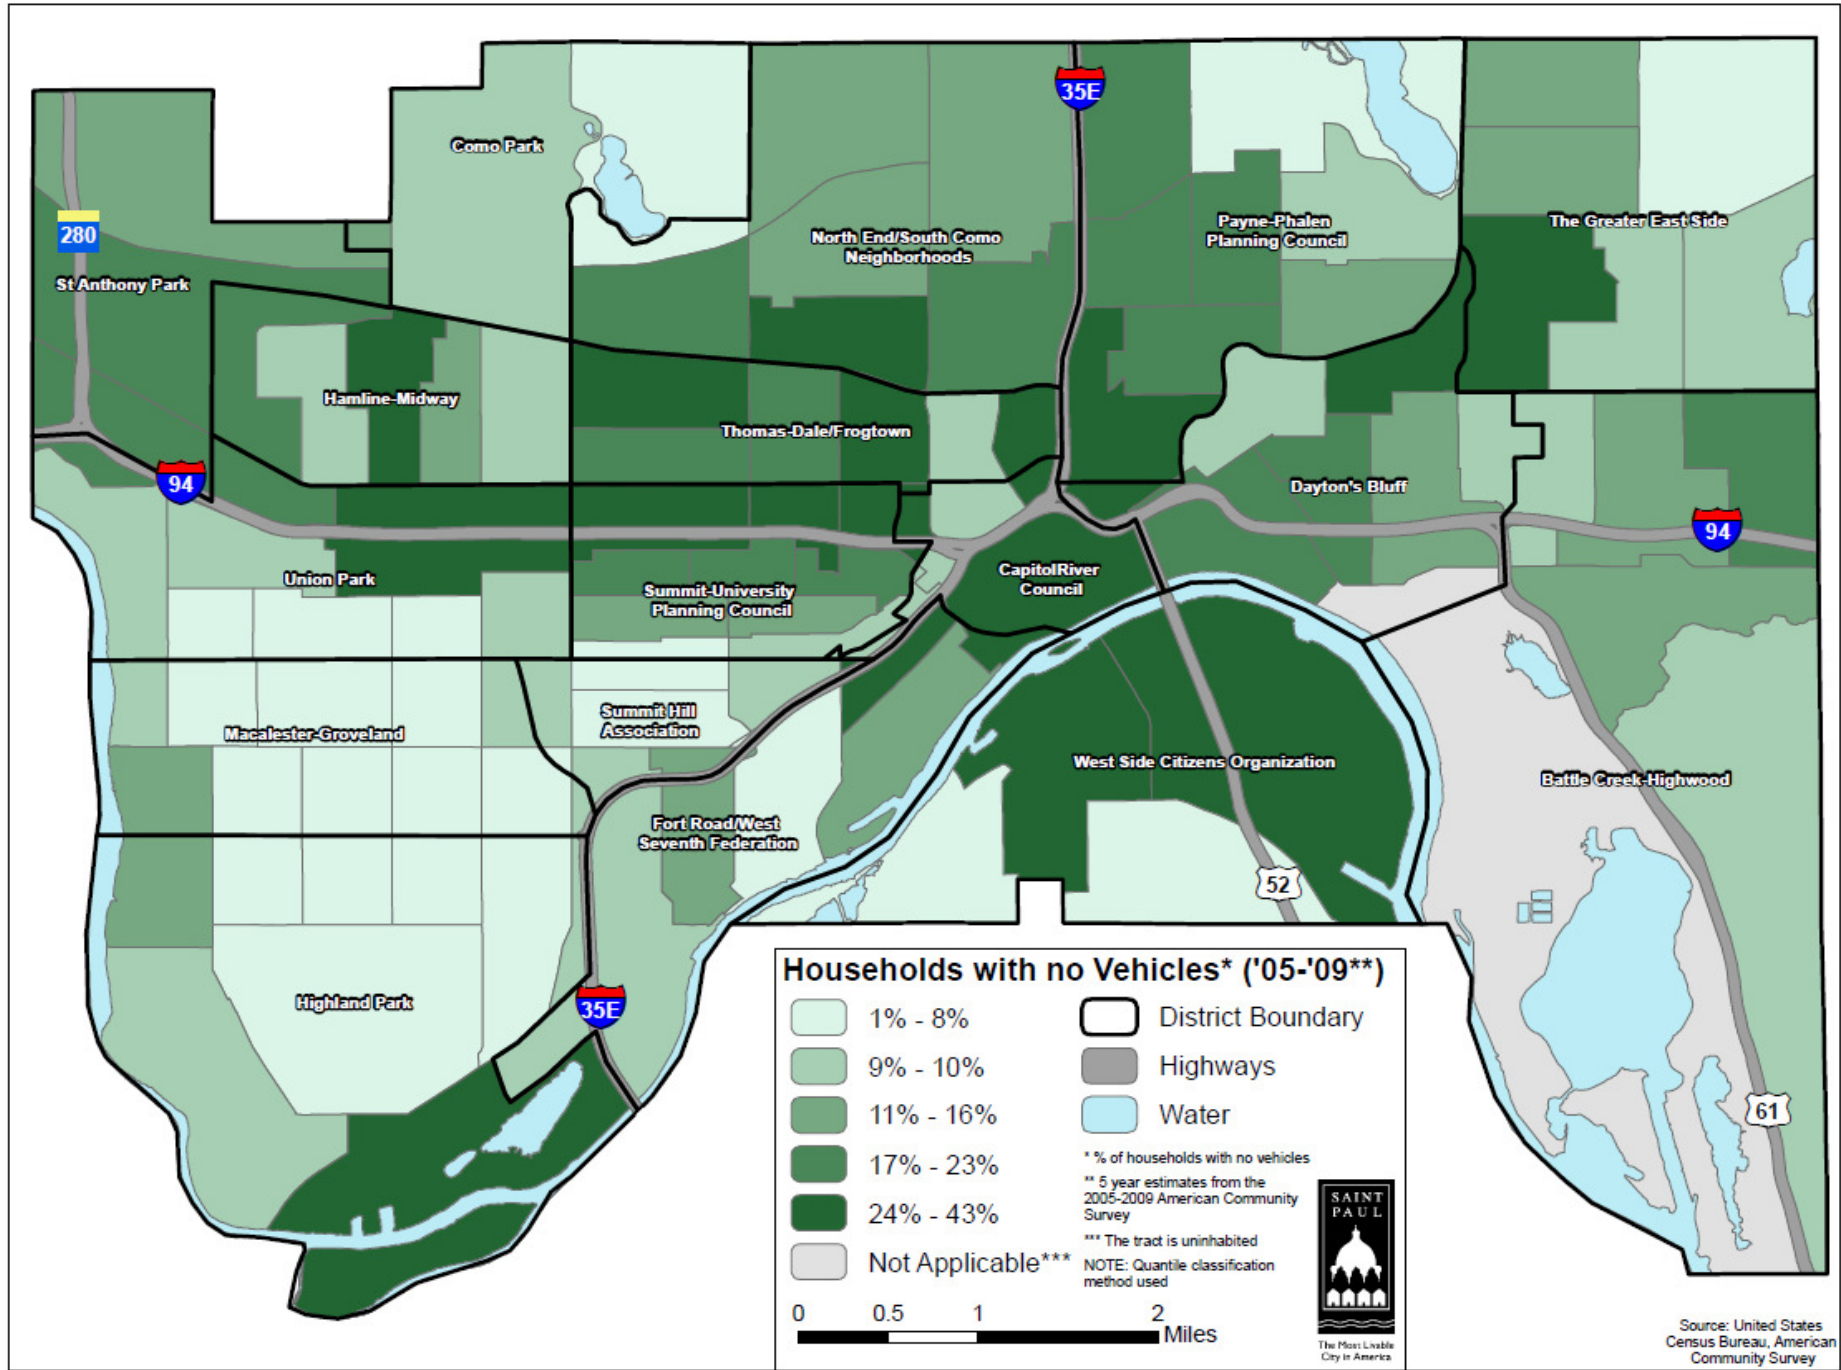 35E
Como Park
280
North End/South Como
Neighborhoods
Payne-Phalen
Planning Council
The Greater East Side
St Anthony Park
Hamline-Midway
Thomas-Dale/Frogtown
94
Dayton's Bluff
94
Union Park
CapitolRiver
Council
Summit-University
Planning Council
Summit Hill
Association
Macalester-Groveland
West Side Citizens Organization
Battle Creek-Highwood
Fort Road/West
Seventh Federation
52
Highland Park
35E
61
Households with no Vehicles* ('05-'09**)
1% - 8%
9% - 10%
11% - 16%
17% - 23%
24% - 43%
Not Applicable***
District Boundary
Highways
Water
* % of households with no vehicles
** 5 year estimates from the
2005-2009 American Community
Survey
*** The tract is uninhabited
NOTE: Quantile classification
method used
SAINT
PAUL
The Most Livable
City in America
0 0.5 1 2
Miles
Source: United States
Census Bureau, American
Community Survey